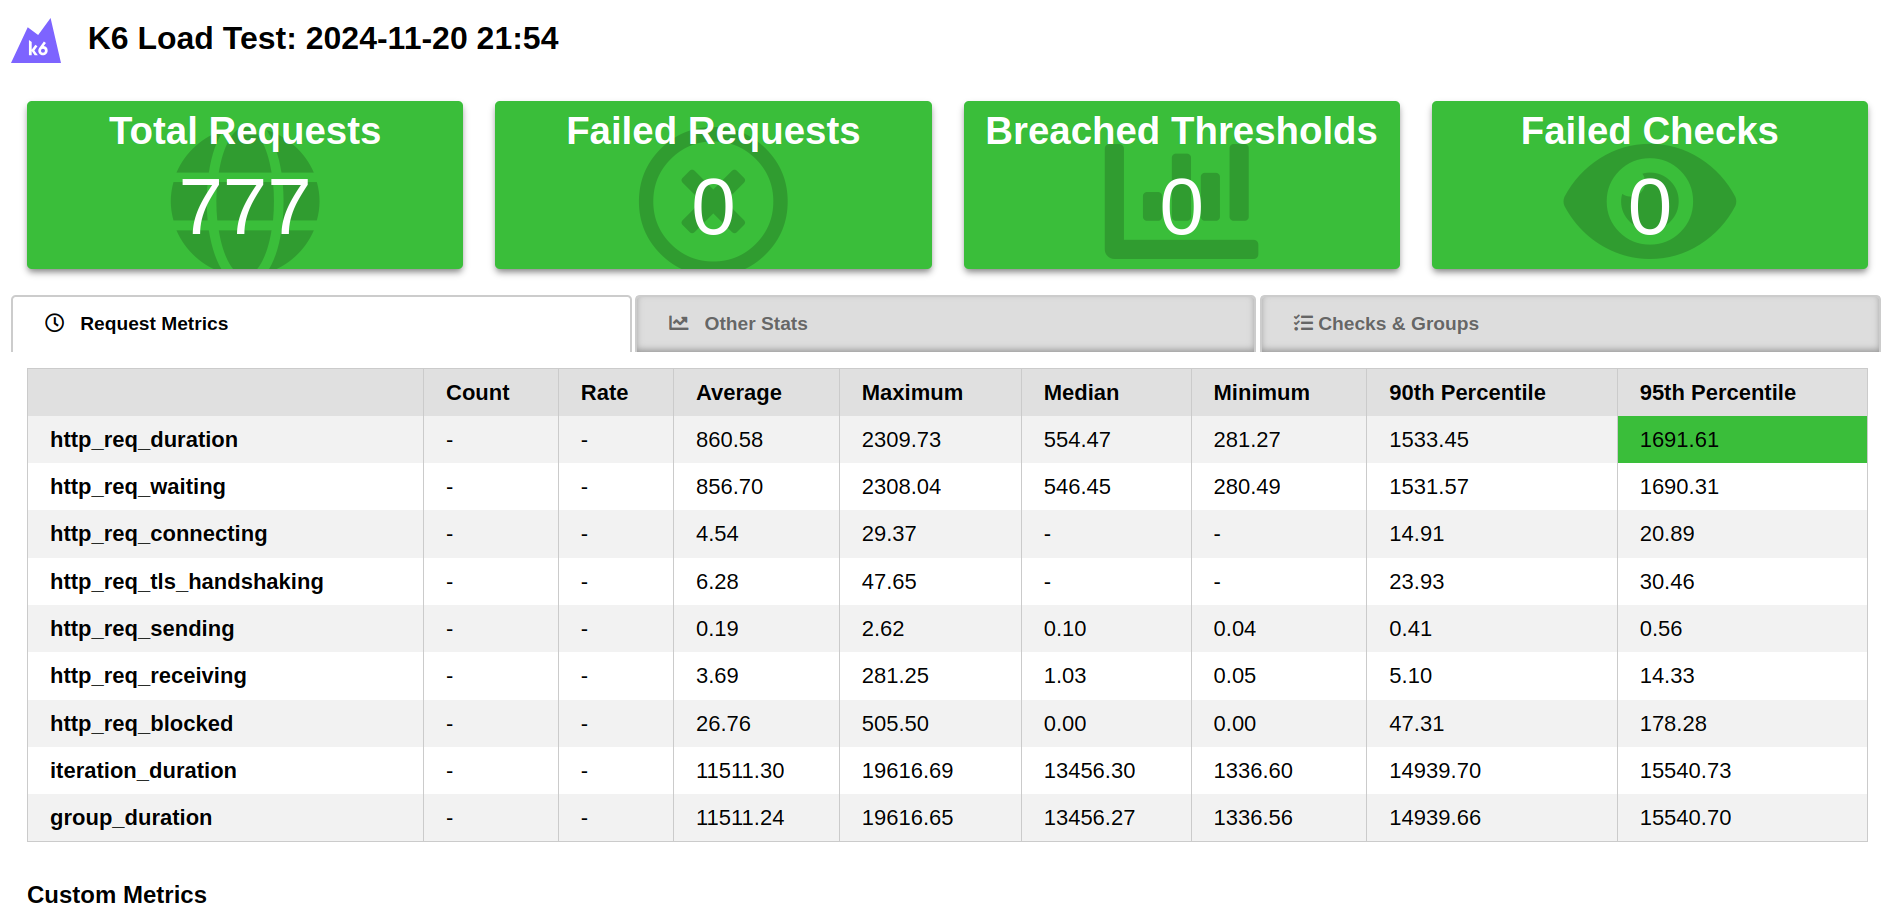 k6 K6 Load Test: 2024-11-20 21:54
Total Requests Failed Requests Breached Thresholds Failed Checks
777 0 0 0
Request Metrics Other Stats Checks & Groups
Count Rate Average Maximum Median Minimum 90th Percentile 95th Percentile
http_req_duration - - 860.58 2309.73 554.47 281.27 1533.45 1691.61
http_req_waiting - - 856.70 2308.04 546.45 280.49 1531.57 1690.31
http_req_connecting - - 4.54 29.37 - - 14.91 20.89
http_req_tls_handshaking - - 6.28 47.65 - - 23.93 30.46
http_req_sending - - 0.19 2.62 0.10 0.04 0.41 0.56
http_req_receiving - - 3.69 281.25 1.03 0.05 5.10 14.33
http_req_blocked - - 26.76 505.50 0.00 0.00 47.31 178.28
iteration_duration - - 11511.30 19616.69 13456.30 1336.60 14939.70 15540.73
group_duration - - 11511.24 19616.65 13456.27 1336.56 14939.66 15540.70
Custom Metrics